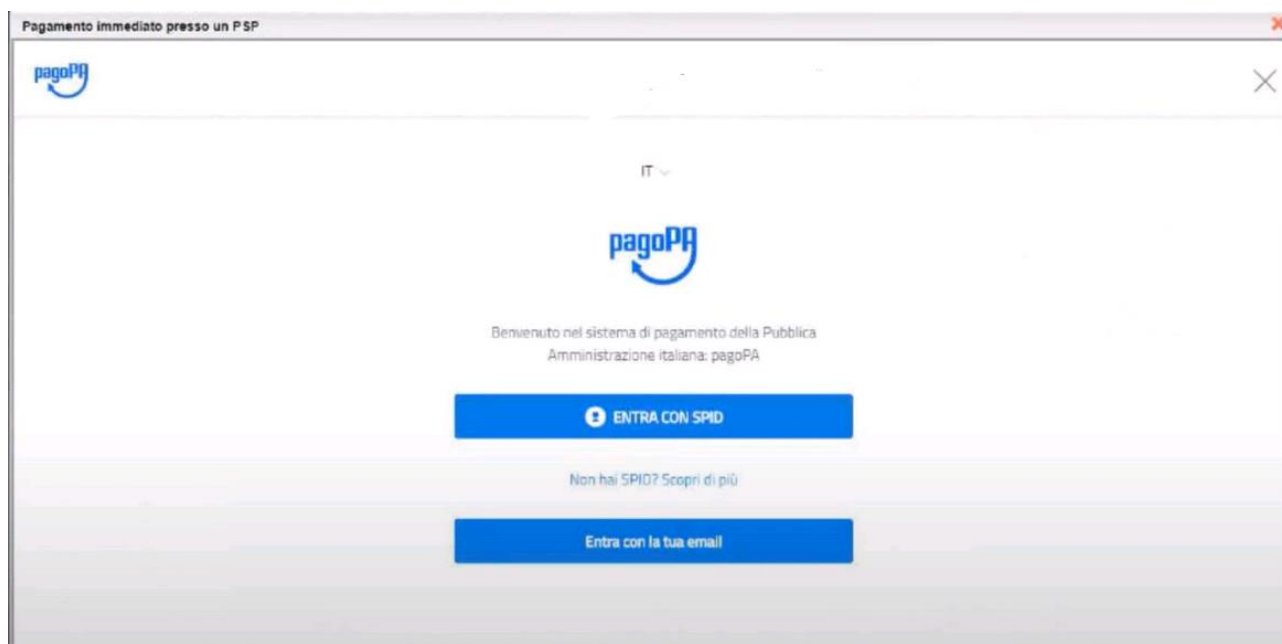 Pagamento immediato presso un PSP
pagoPA
IT
pagoPA
Benvenuto nel sistema di pagamento della Pubblica
Amministrazione italiana: pagoPA
ENTRA CON SPID
Non hai SPID? Scopri di più
Entra con la tua email